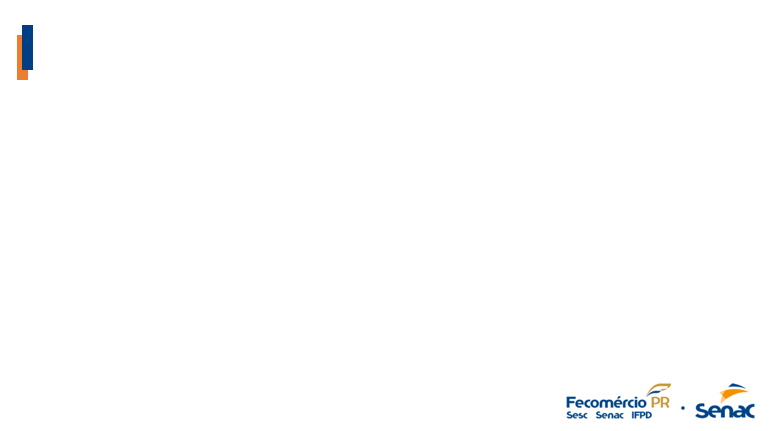 Fecomércio PR
Sesc Senac IFPD
Senac